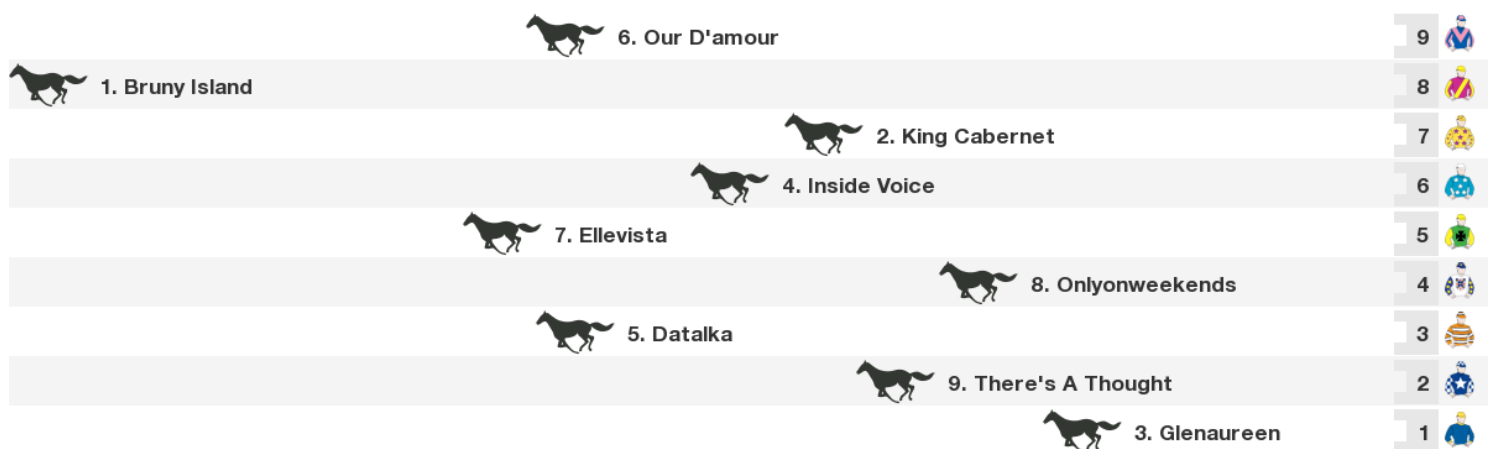 6. Our D'amour 9
1. Bruny Island 8
2. King Cabernet 7
4. Inside Voice 6
7. Ellevista 5
8. Onlyonweekends 4
5. Datalka 3
9. There's A Thought 2
3. Glenaureen 1